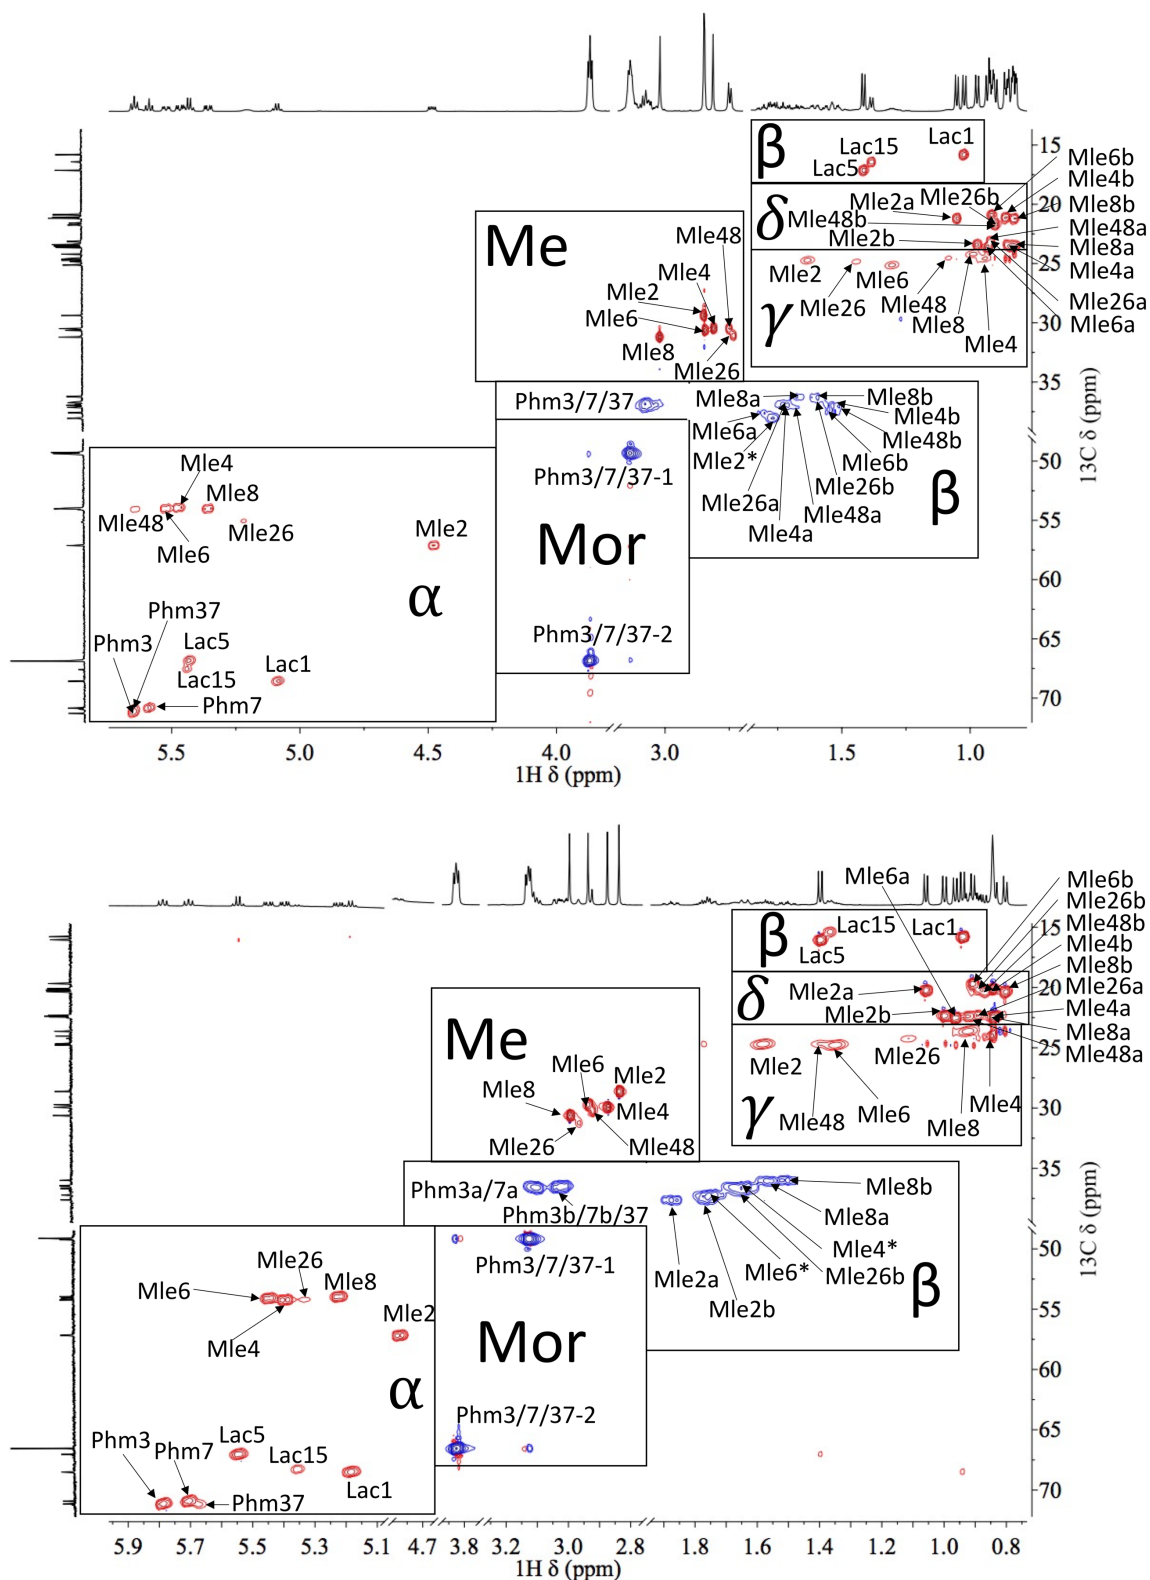 β
Lac15
Lac5
Lac1
15
Mle6b
Mle4b
Mle8b
Mle48a
Mle8a
Mle4a
Mle26a
Mle6a
δ
Mle2a
Mle26b
Mle48b
Mle2b
20
25
Me
Mle48
Mle4
Mle2
Mle6
Mle8
Mle26
Mle2
Mle26
Mle6
Mle48
Mle8
Mle4
γ
30
35
Phm3/7/37
Mle8a
Mle6a
Mle2*
Mle26a
Mle4a
Mle48a
Mle8b
Mle4b
Mle48b
Mle6b
Mle26b
β
13C δ (ppm)
Phm3/7/37-1
Mor
Phm3/7/37-2
50
55
60
65
70
Mle4
Mle8
Mle48
Mle6
Mle26
Mle2
α
Phm37
Phm3
Lac5
Lac15
Lac1
Phm7
5.5
5.0
4.5
4.0
3.0
1.5
1.0
1H δ (ppm)
Mle6a
Mle6b
Mle26b
Mle48b
Mle4b
Mle8b
Mle26a
Mle4a
Mle8a
Mle48a
β
Lac15
Lac1
Lac5
15
δ
Mle2a
Mle2b
20
25
Me
Mle6
Mle8
Mle2
Mle4
Mle26
Mle48
Mle2
Mle26
γ
Mle48
Mle6
Mle8
Mle4
30
35
Phm3a/7a
Phm3b/7b/37
Mle8b
Mle8a
Mle4*
Mle2a
Mle6*
Mle26b
Mle2b
β
13C δ (ppm)
Phm3/7/37-1
Mor
Phm3/7/37-2
50
55
60
65
70
Mle26
Mle6
Mle8
Mle2
Mle4
α
Lac5
Phm3
Phm7
Lac15
Lac1
Phm37
5.9
5.7
5.5
5.3
5.1
4.7
3.8
3.2
3.0
2.8
1.8
1.6
1.4
1.2
1.0
0.8
1H δ (ppm)